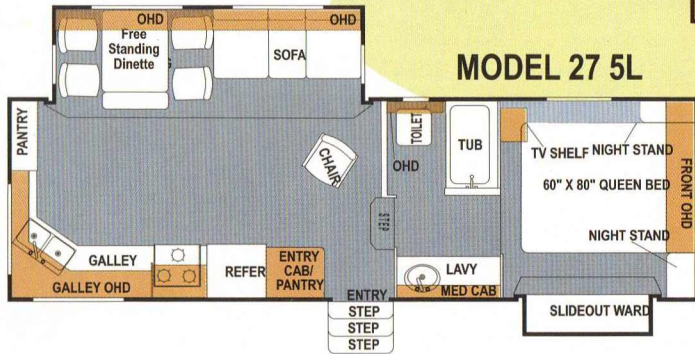 OHD
OHD
Free
Standing
Dinette
SOFA
MODEL 27 5L
PANTRY
CHAIR
TOILET
OHD
TUB
TV SHELF
NIGHT STAND
60" X 80" QUEEN BED
FRONT OHD
STEP
NIGHT STAND
GALLEY
GALLEY OHD
REFER
ENTRY
CAB/
PANTRY
LAVY
MED CAB
ENTRY
STEP
STEP
STEP
SLIDEOUT WARD